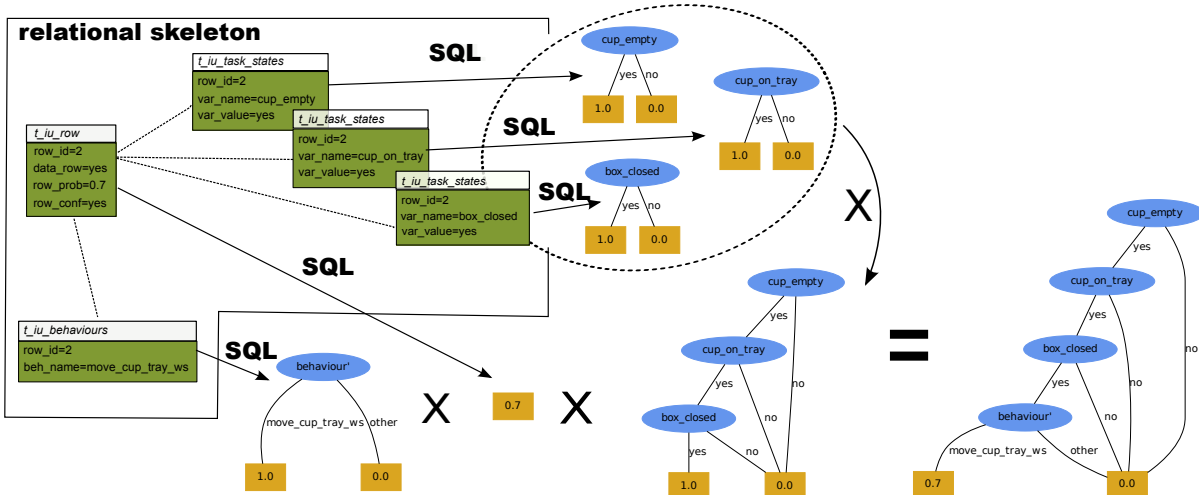 relational skeleton
t_iu_task_states
row_id=2
var_name=cup_empty
var_value=yes
SQL
cup_empty
yes no
1.0 0.0
t_iu_task_states
row_id=2
var_name=cup_on_tray
var_value=yes
SQL
cup_on_tray
yes no
1.0 0.0
t_iu_row
row_id=2
data_row=yes
row_prob=0.7
row_conf=yes
t_iu_task_states
row_id=2
var_name=box_closed
var_value=yes
SQL
box_closed
yes no
1.0 0.0
X
SQL
t_iu_behaviours
row_id=2
beh_name=move_cup_tray_ws
SQL
behaviour'
move_cup_tray_ws other
1.0 0.0
X
0.7
X
cup_empty
yes
cup_on_tray
yes
no
box_closed
no
yes no
1.0 0.0
=
cup_empty
yes
cup_on_tray
yes
no
box_closed
yes
no
behaviour'
no
move_cup_tray_ws other
0.7 0.0